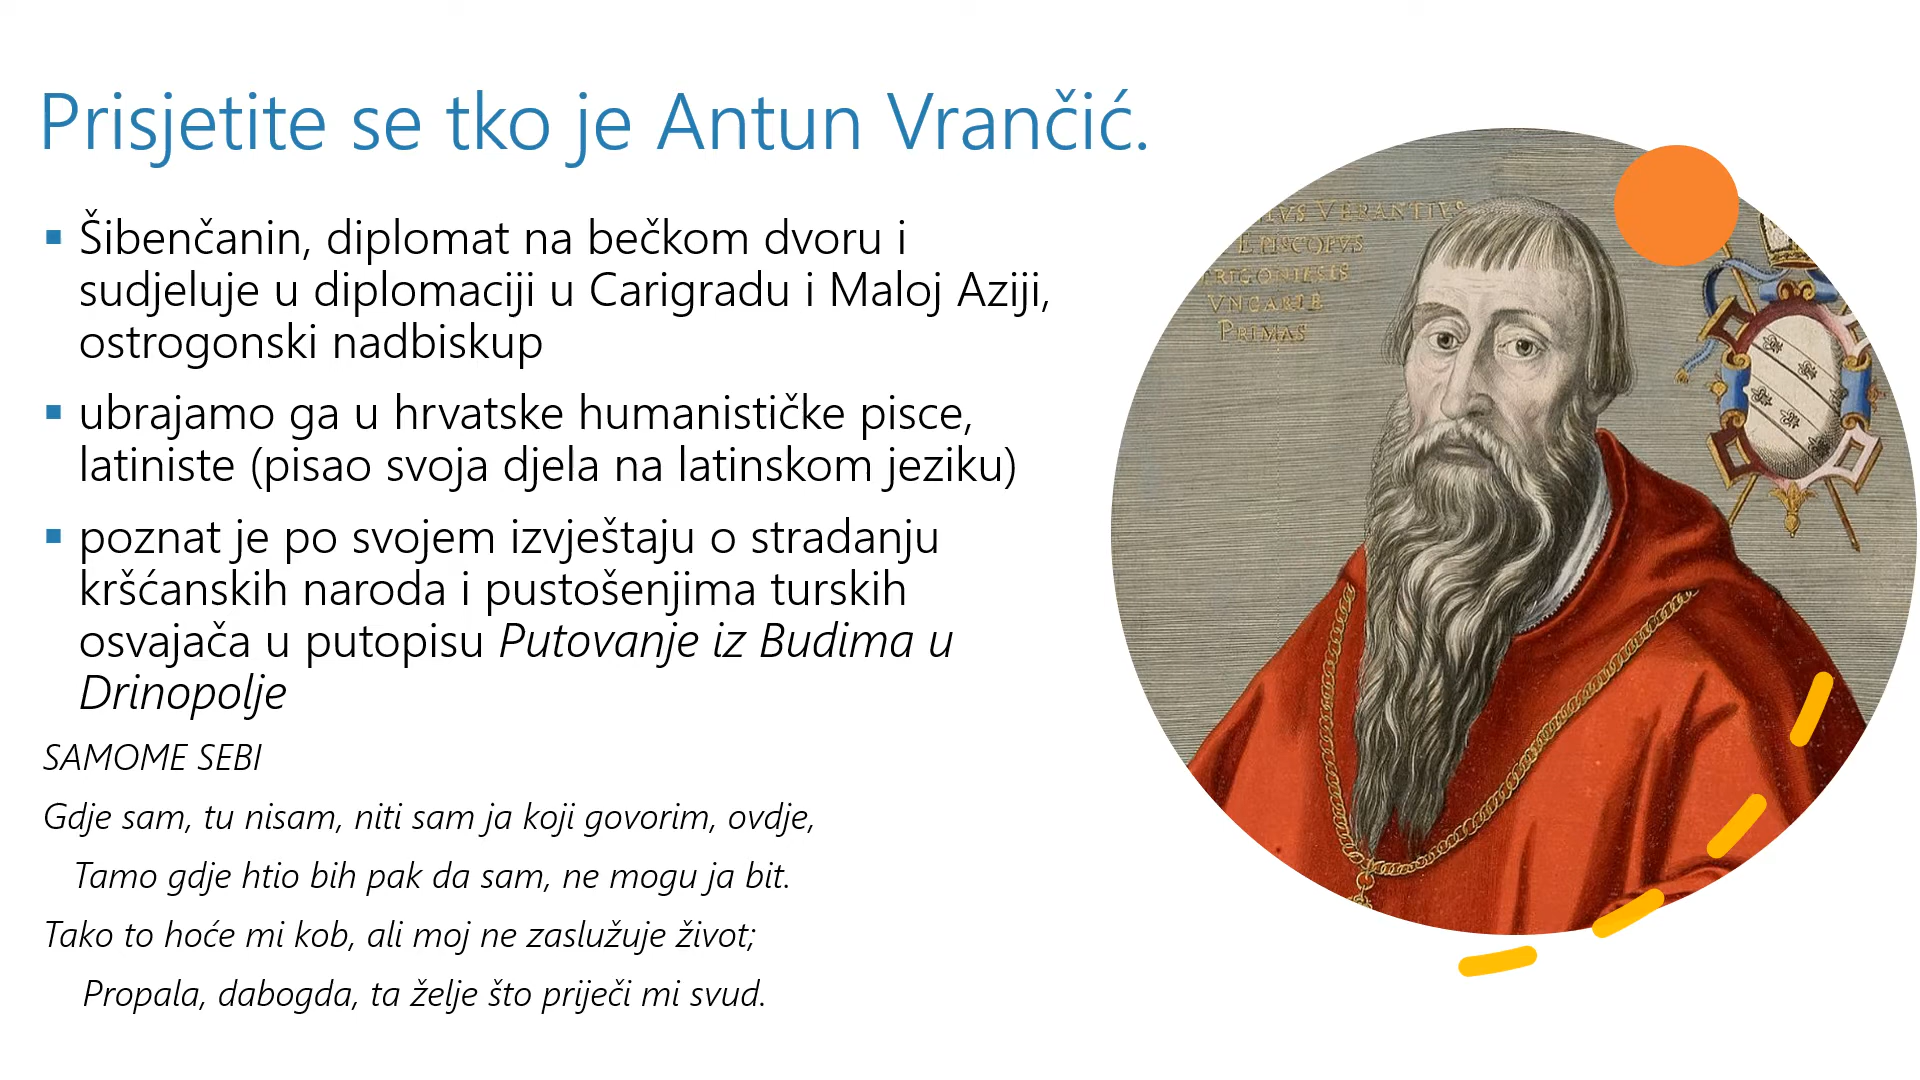 Prisjetite se tko je Antun Vrančić.
▪ Šibenčanin, diplomat na bečkom dvoru i
sudjeluje u diplomaciji u Carigradu i Maloj Aziji,
ostrogonski nadbiskup
▪ ubrajamo ga u hrvatske humanističke pisce,
latiniste (pisao svoja djela na latinskom jeziku)
▪ poznat je po svojem izvještaju o stradanju
kršćanskih naroda i pustošenjima turskih
osvajača u putopisu Putovanje iz Budima u
Drinopolje
SAMOME SEBI
Gdje sam, tu nisam, niti sam ja koji govorim, ovdje,
Tamo gdje htio bih pak da sam, ne mogu ja bit.
Tako to hoće mi kob, ali moj ne zaslužuje život;
Propala, dabogda, ta želje što priječi mi svud.
VERANTIVS
EPISCOPVS
VNGARIÆ
PRIMAS